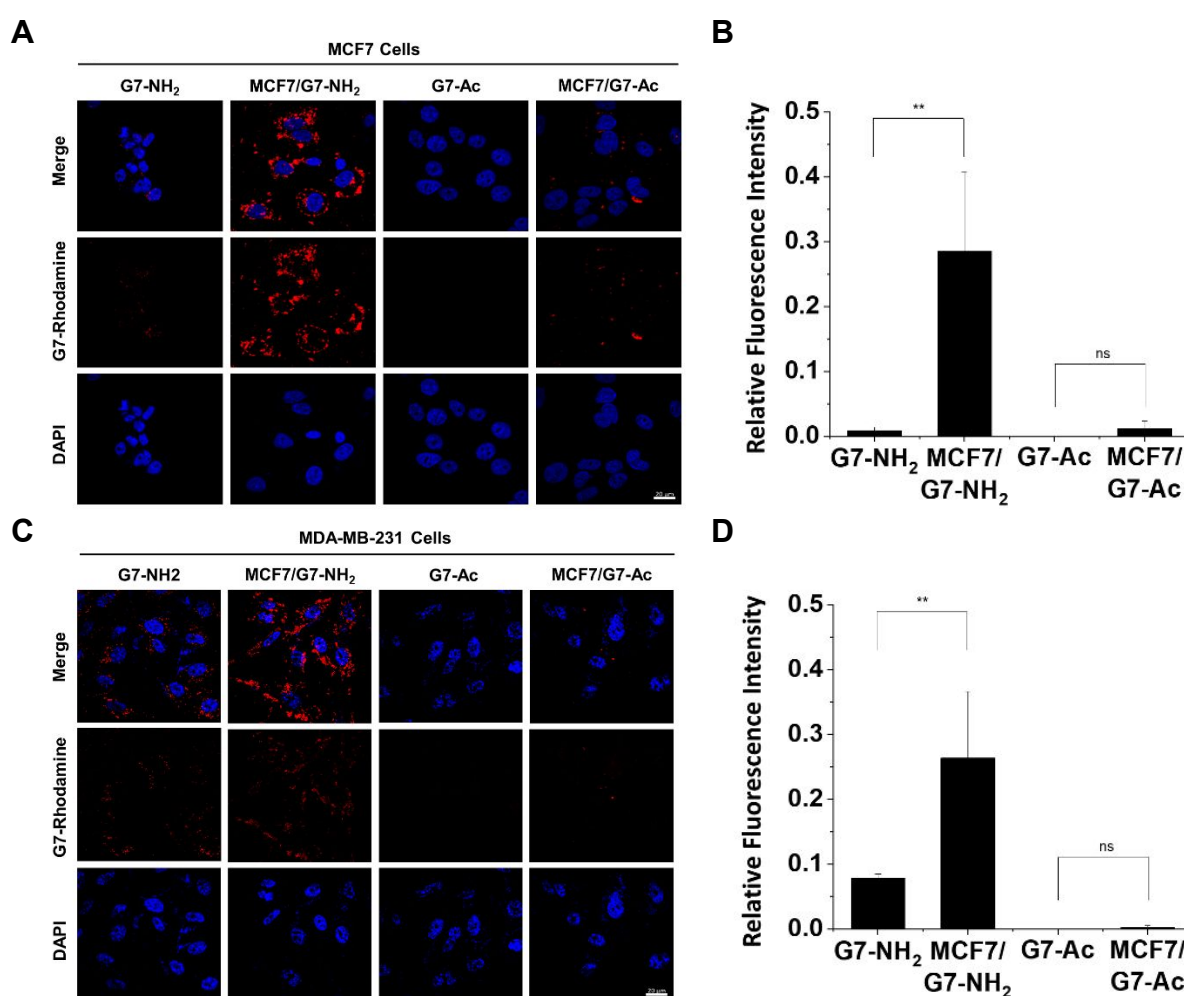 A
MCF7 Cells
G7-NH₂ MCF7/G7-NH₂ G7-Ac MCF7/G7-Ac
Merge
G7-Rhodamine
DAPI
20 µm
B
Relative Fluorescence Intensity
0.5
0.4
0.3
0.2
0.1
0.0
**
ns
G7-NH₂ MCF7/ G7-Ac MCF7/
G7-NH₂ G7-Ac
C
MDA-MB-231 Cells
G7-NH2 MCF7/G7-NH₂ G7-Ac MCF7/G7-Ac
Merge
G7-Rhodamine
DAPI
20 µm
D
Relative Fluorescence Intensity
0.5
0.4
0.3
0.2
0.1
0.0
**
ns
G7-NH₂ MCF7/ G7-Ac MCF7/
G7-NH₂ G7-Ac